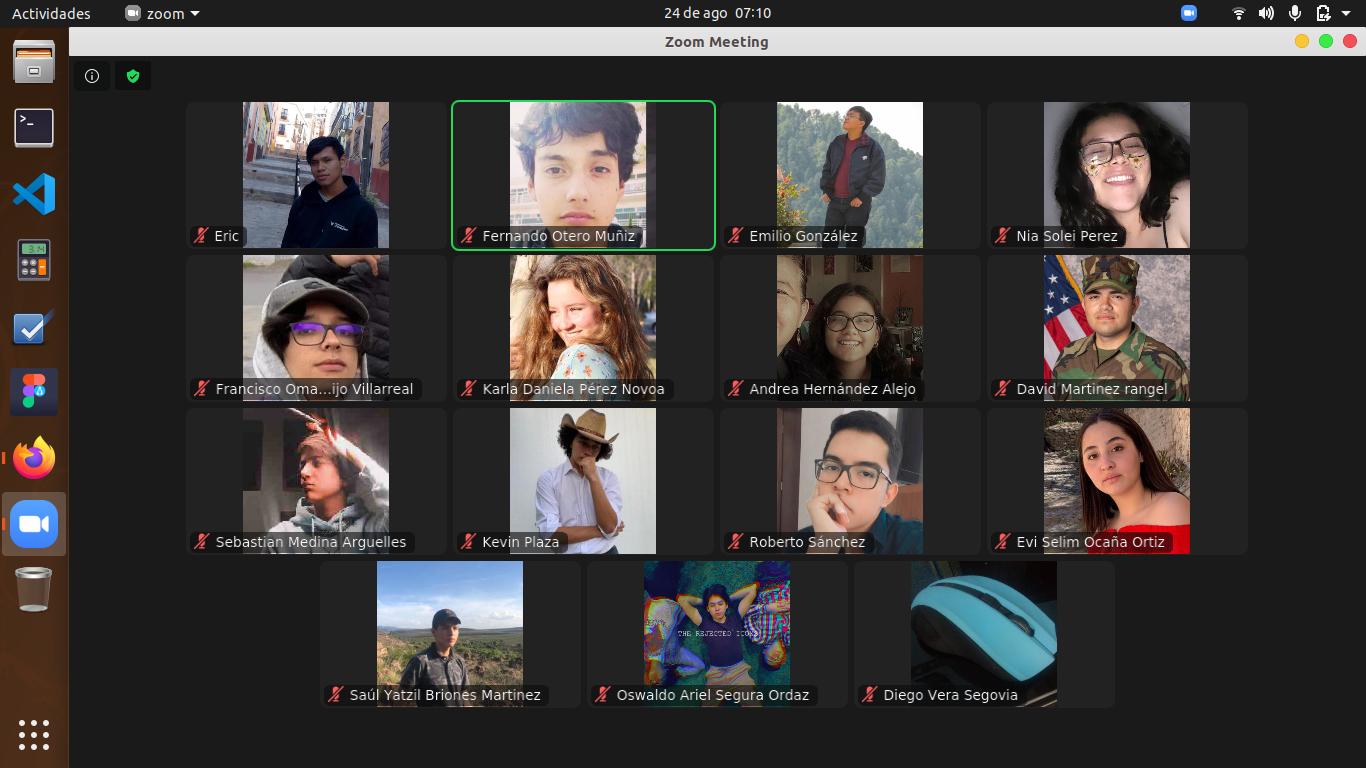 Actividades
zoom
24 de ago 07:10
Zoom Meeting
Eric
Fernando Otero Muñiz
Emilio González
Nia Solei Perez
Francisco Oma...ijo Villarreal
Karla Daniela Pérez Novoa
Andrea Hernández Alejo
David Martinez rangel
Sebastian Medina Arguelles
Kevin Plaza
Roberto Sánchez
Evi Selim Ocaña Ortiz
THE REJECTED ICONS
Saúl Yatzil Briones Martinez
Oswaldo Ariel Segura Ordaz
Diego Vera Segovia